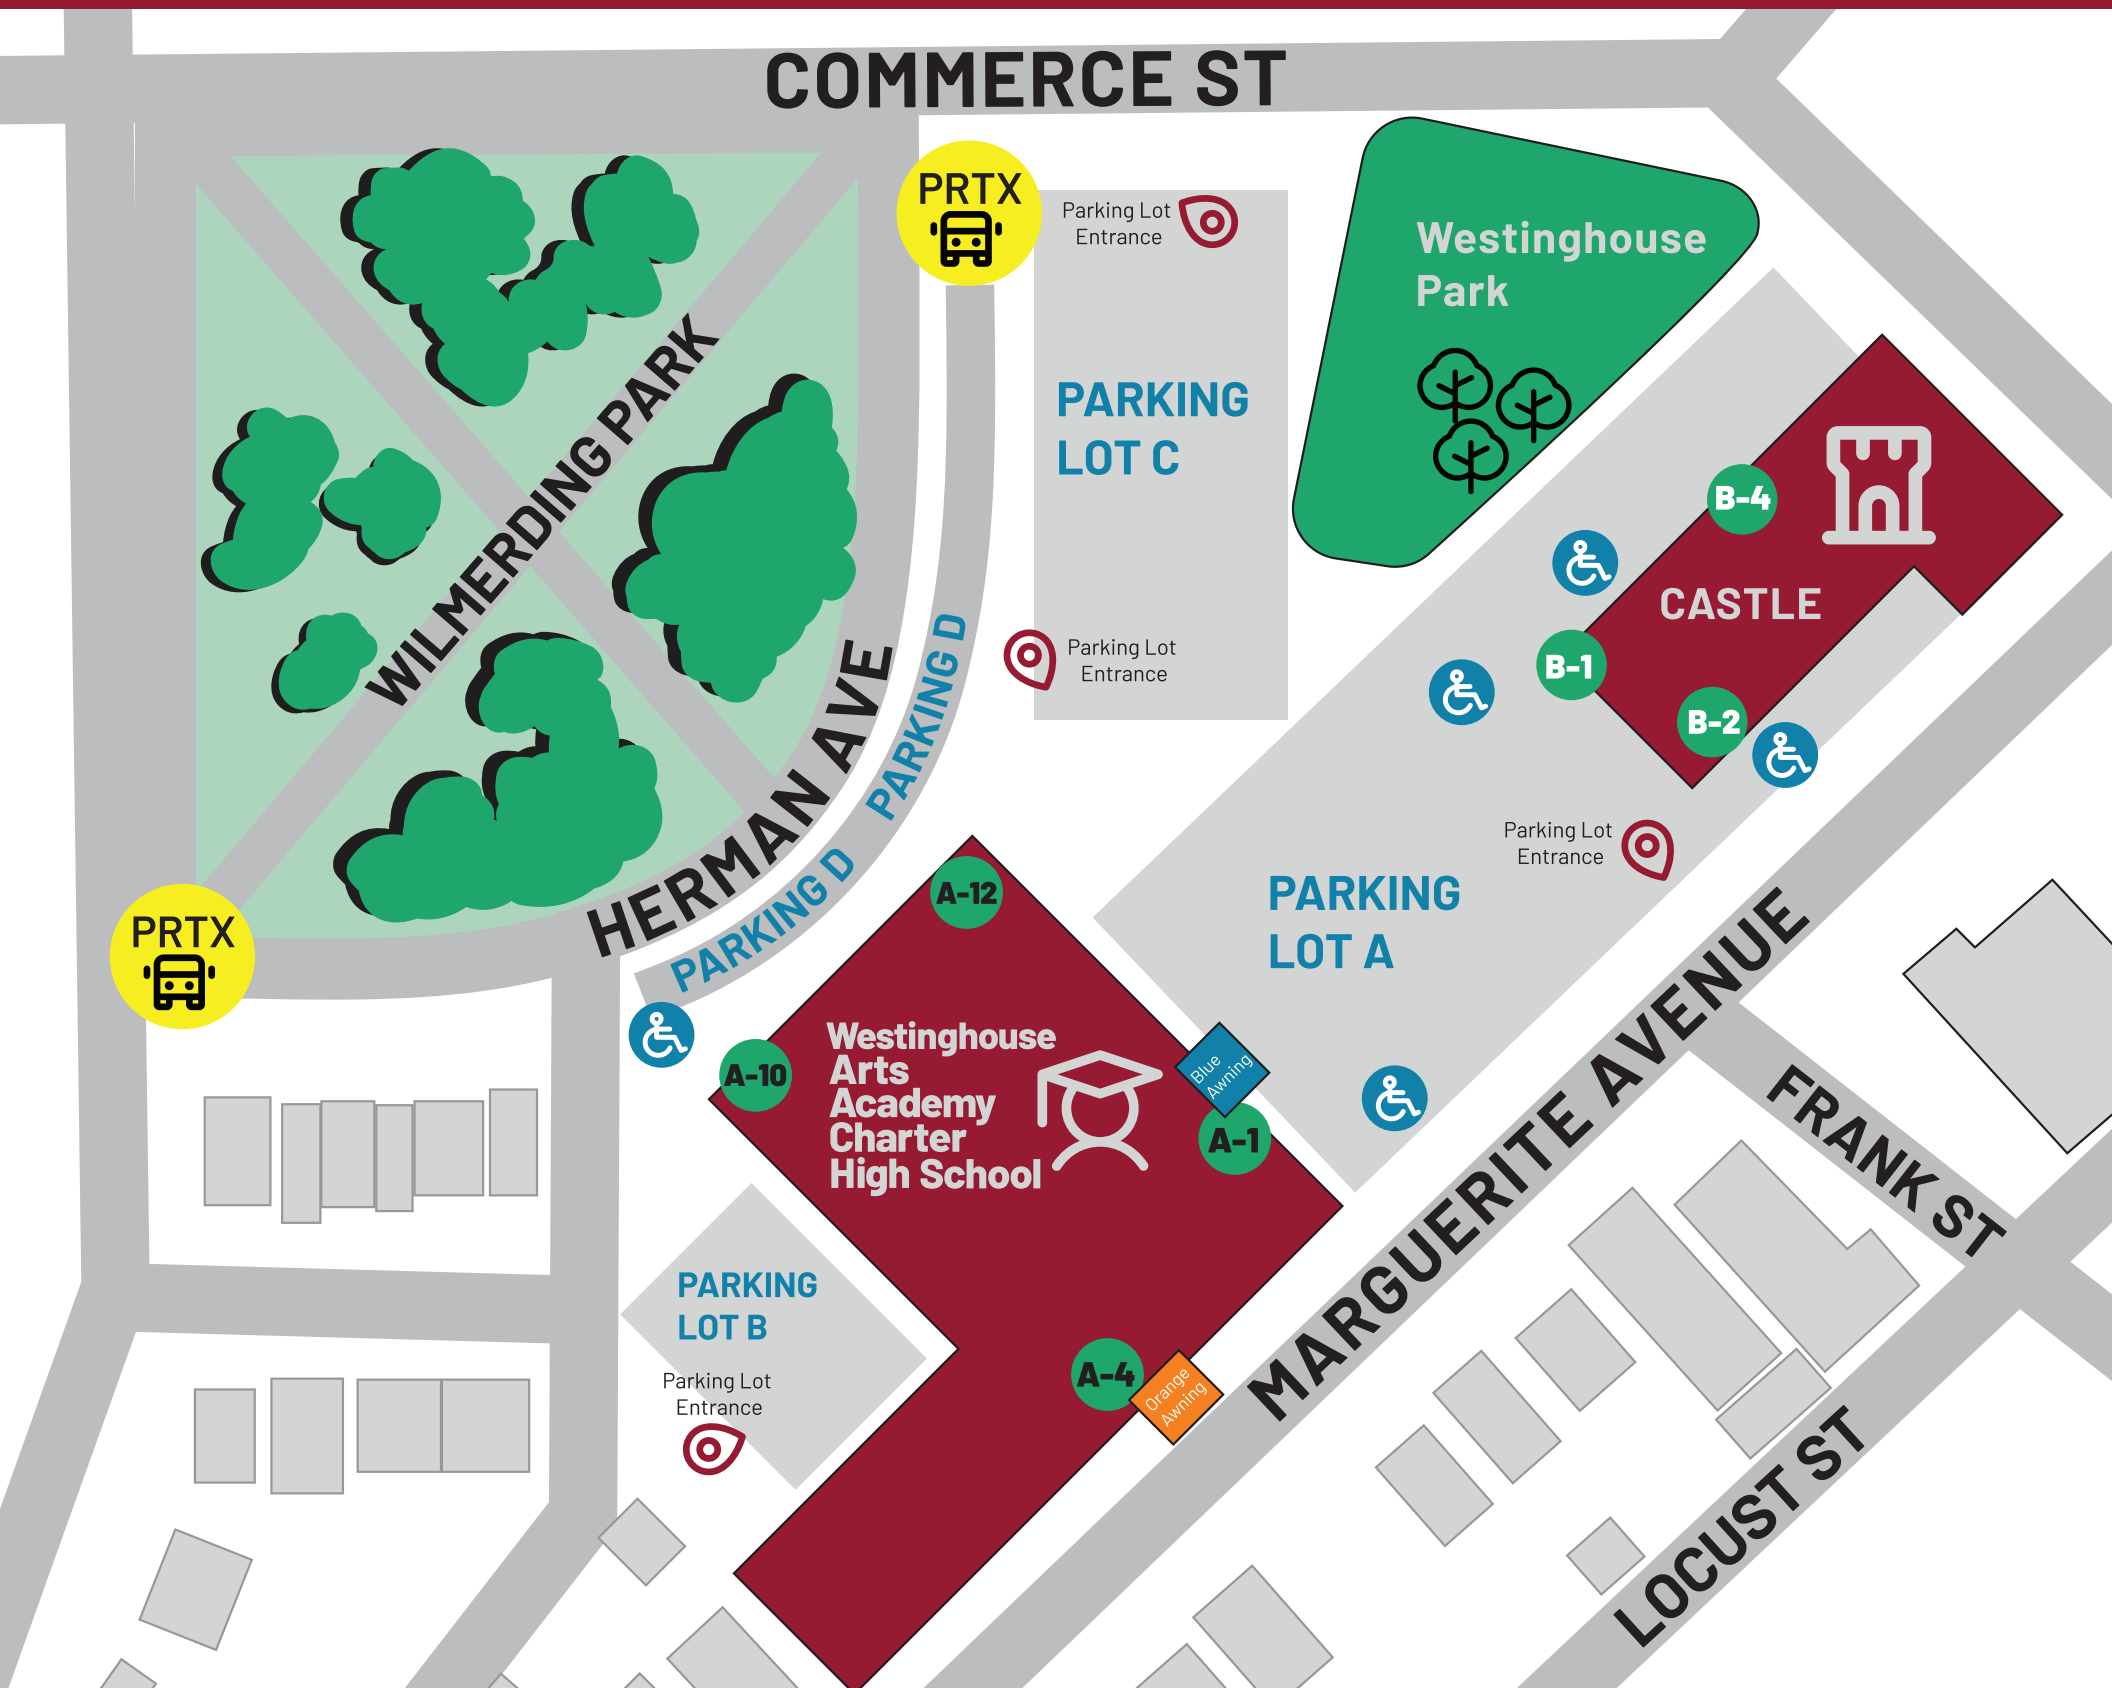 COMMERCE ST
PRTX
Parking Lot
Entrance
Westinghouse
Park
WILMERDING PARK
PARKING
LOT C
B-4
CASTLE
PARKING D
HERMAN AVE
Parking Lot
Entrance
B-1
B-2
PARKING D
Parking Lot
Entrance
A-12
PARKING
LOT A
PRTX
MARGUERITE AVENUE
Westinghouse
Arts
Academy
Charter
High School
A-10
Blue
Awning
A-1
FRANK ST
PARKING
LOT B
Parking Lot
Entrance
A-4
Orange
Awning
LOCUST ST